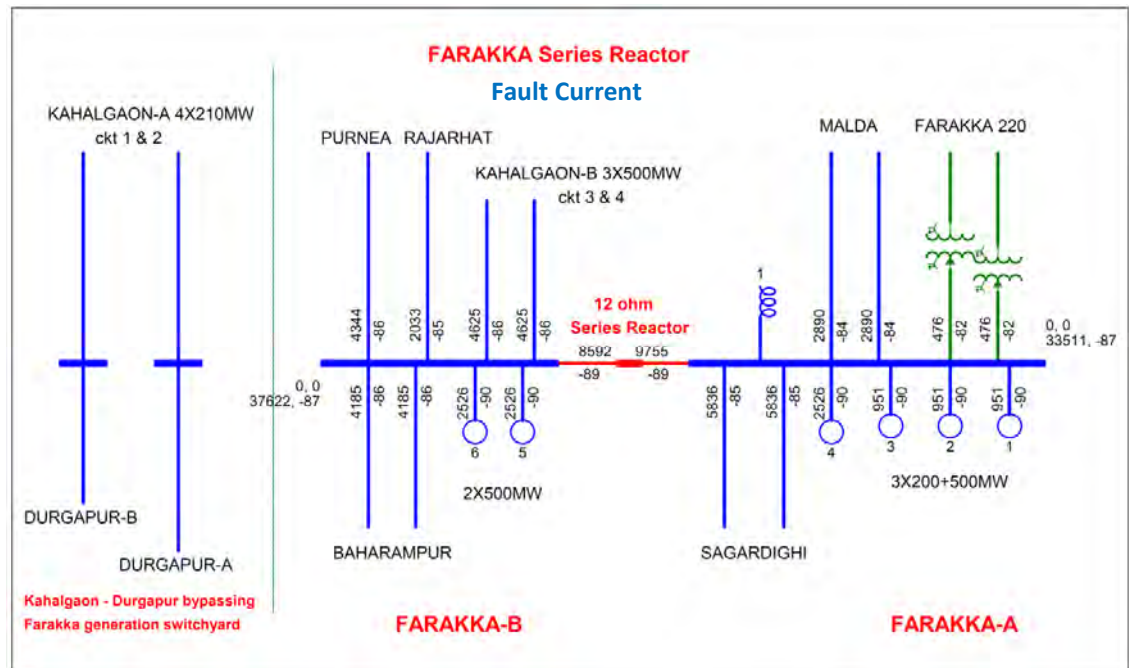 FARAKKA Series Reactor
Fault Current
KAHALGAON-A 4X210MW
ckt 1 & 2
PURNEA
RAJARHAT
KAHALGAON-B 3X500MW
ckt 3 & 4
MALDA
FARAKKA 220
1
12 ohm
Series Reactor
4344
-86
2033
-85
4625
-86
4625
-86
8592
-89
9755
-89
2890
-84
2890
-84
476
-82
476
-82
0, 0
33511, -87
0, 0
37622, -87
4185
-86
4185
-86
2526
-90
2526
-90
5836
-85
5836
-85
2526
-90
951
-90
951
-90
951
-90
6
5
4
3
2
1
2X500MW
3X200+500MW
DURGAPUR-B
DURGAPUR-A
BAHARAMPUR
SAGARDIGHI
Kahalgaon - Durgapur bypassing
Farakka generation switchyard
FARAKKA-B
FARAKKA-A